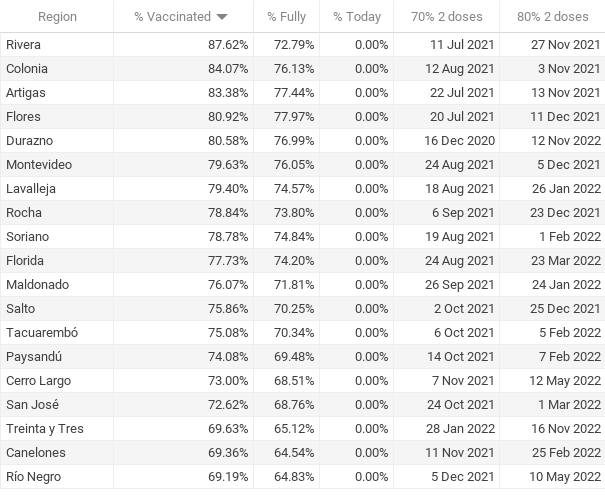 Region % Vaccinated % Fully % Today 70% 2 doses 80% 2 doses
Rivera 87.62% 72.79% 0.00% 11 Jul 2021 27 Nov 2021
Colonia 84.07% 76.13% 0.00% 12 Aug 2021 3 Nov 2021
Artigas 83.38% 77.44% 0.00% 22 Jul 2021 13 Nov 2021
Flores 80.92% 77.97% 0.00% 20 Jul 2021 11 Dec 2021
Durazno 80.58% 76.99% 0.00% 16 Dec 2020 12 Nov 2022
Montevideo 79.63% 76.05% 0.00% 24 Aug 2021 5 Dec 2021
Lavalleja 79.40% 74.57% 0.00% 18 Aug 2021 26 Jan 2022
Rocha 78.84% 73.80% 0.00% 6 Sep 2021 23 Dec 2021
Soriano 78.78% 74.84% 0.00% 19 Aug 2021 1 Feb 2022
Florida 77.73% 74.20% 0.00% 24 Aug 2021 23 Mar 2022
Maldonado 76.07% 71.81% 0.00% 26 Sep 2021 24 Jan 2022
Salto 75.86% 70.25% 0.00% 2 Oct 2021 25 Dec 2021
Tacuarembó 75.08% 70.34% 0.00% 6 Oct 2021 5 Feb 2022
Paysandú 74.08% 69.48% 0.00% 14 Oct 2021 7 Feb 2022
Cerro Largo 73.00% 68.51% 0.00% 7 Nov 2021 12 May 2022
San José 72.62% 68.76% 0.00% 24 Oct 2021 1 Mar 2022
Treinta y Tres 69.63% 65.12% 0.00% 28 Jan 2022 16 Nov 2022
Canelones 69.36% 64.54% 0.00% 11 Nov 2021 25 Feb 2022
Río Negro 69.19% 64.83% 0.00% 5 Dec 2021 10 May 2022